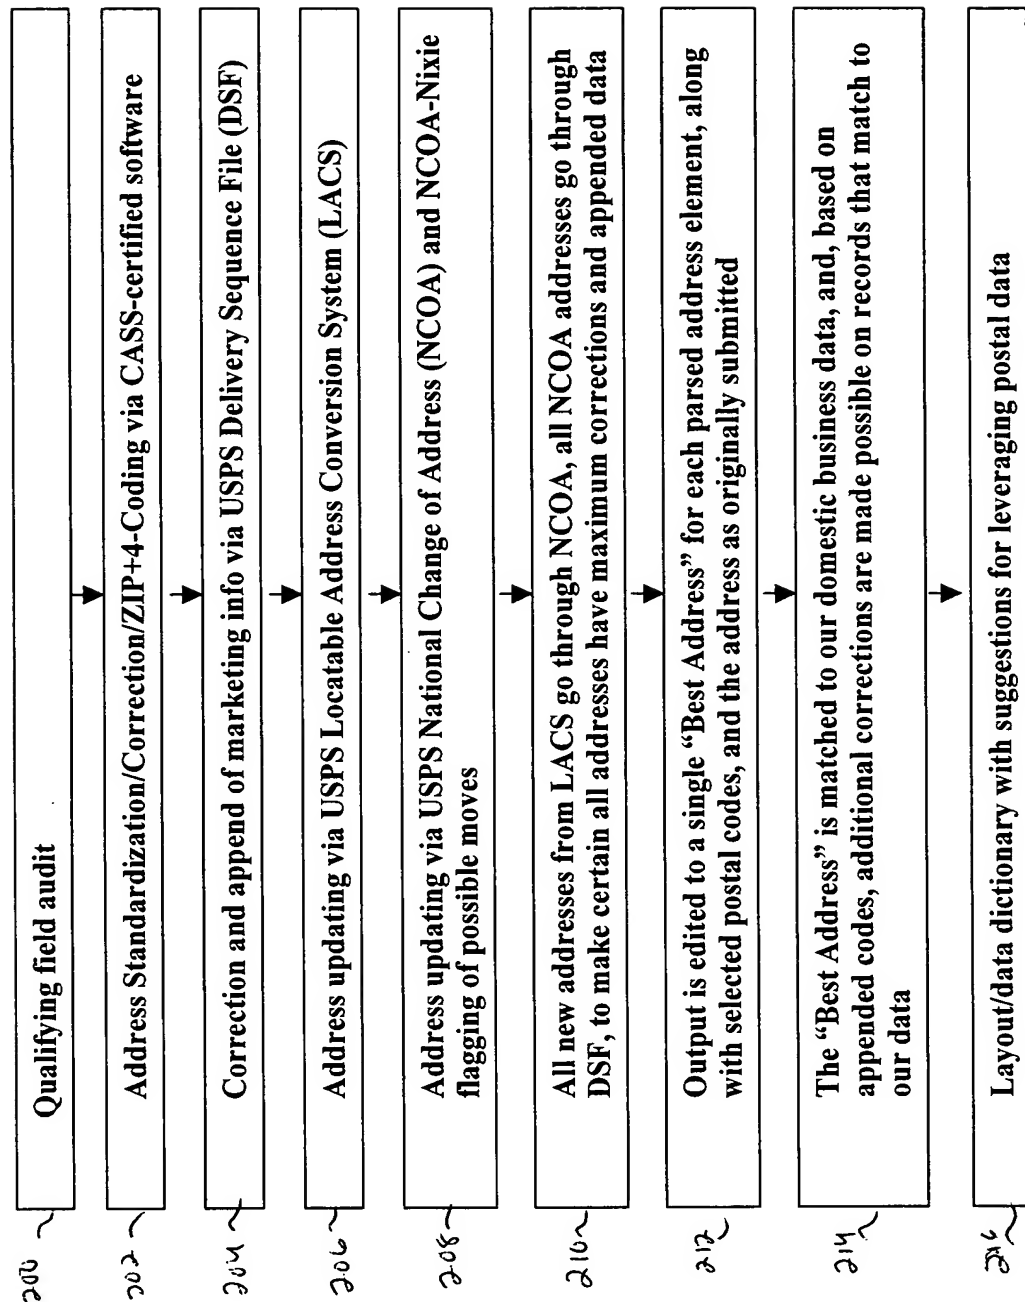 200
Qualifying field audit
202
Address Standardization/Correction/ZIP+4-Coding via CASS-certified software
204
Correction and append of marketing info via USPS Delivery Sequence File (DSF)
206
Address updating via USPS Locatable Address Conversion System (LACS)
208
Address updating via USPS National Change of Address (NCOA) and NCOA-Nixie
flagging of possible moves
210
All new addresses from LACS go through NCOA, all NCOA addresses go through
DSF, to make certain all addresses have maximum corrections and appended data
212
Output is edited to a single “Best Address” for each parsed address element, along
with selected postal codes, and the address as originally submitted
214
The “Best Address” is matched to our domestic business data, and, based on
appended codes, additional corrections are made possible on records that match to
our data
216
Layout/data dictionary with suggestions for leveraging postal data